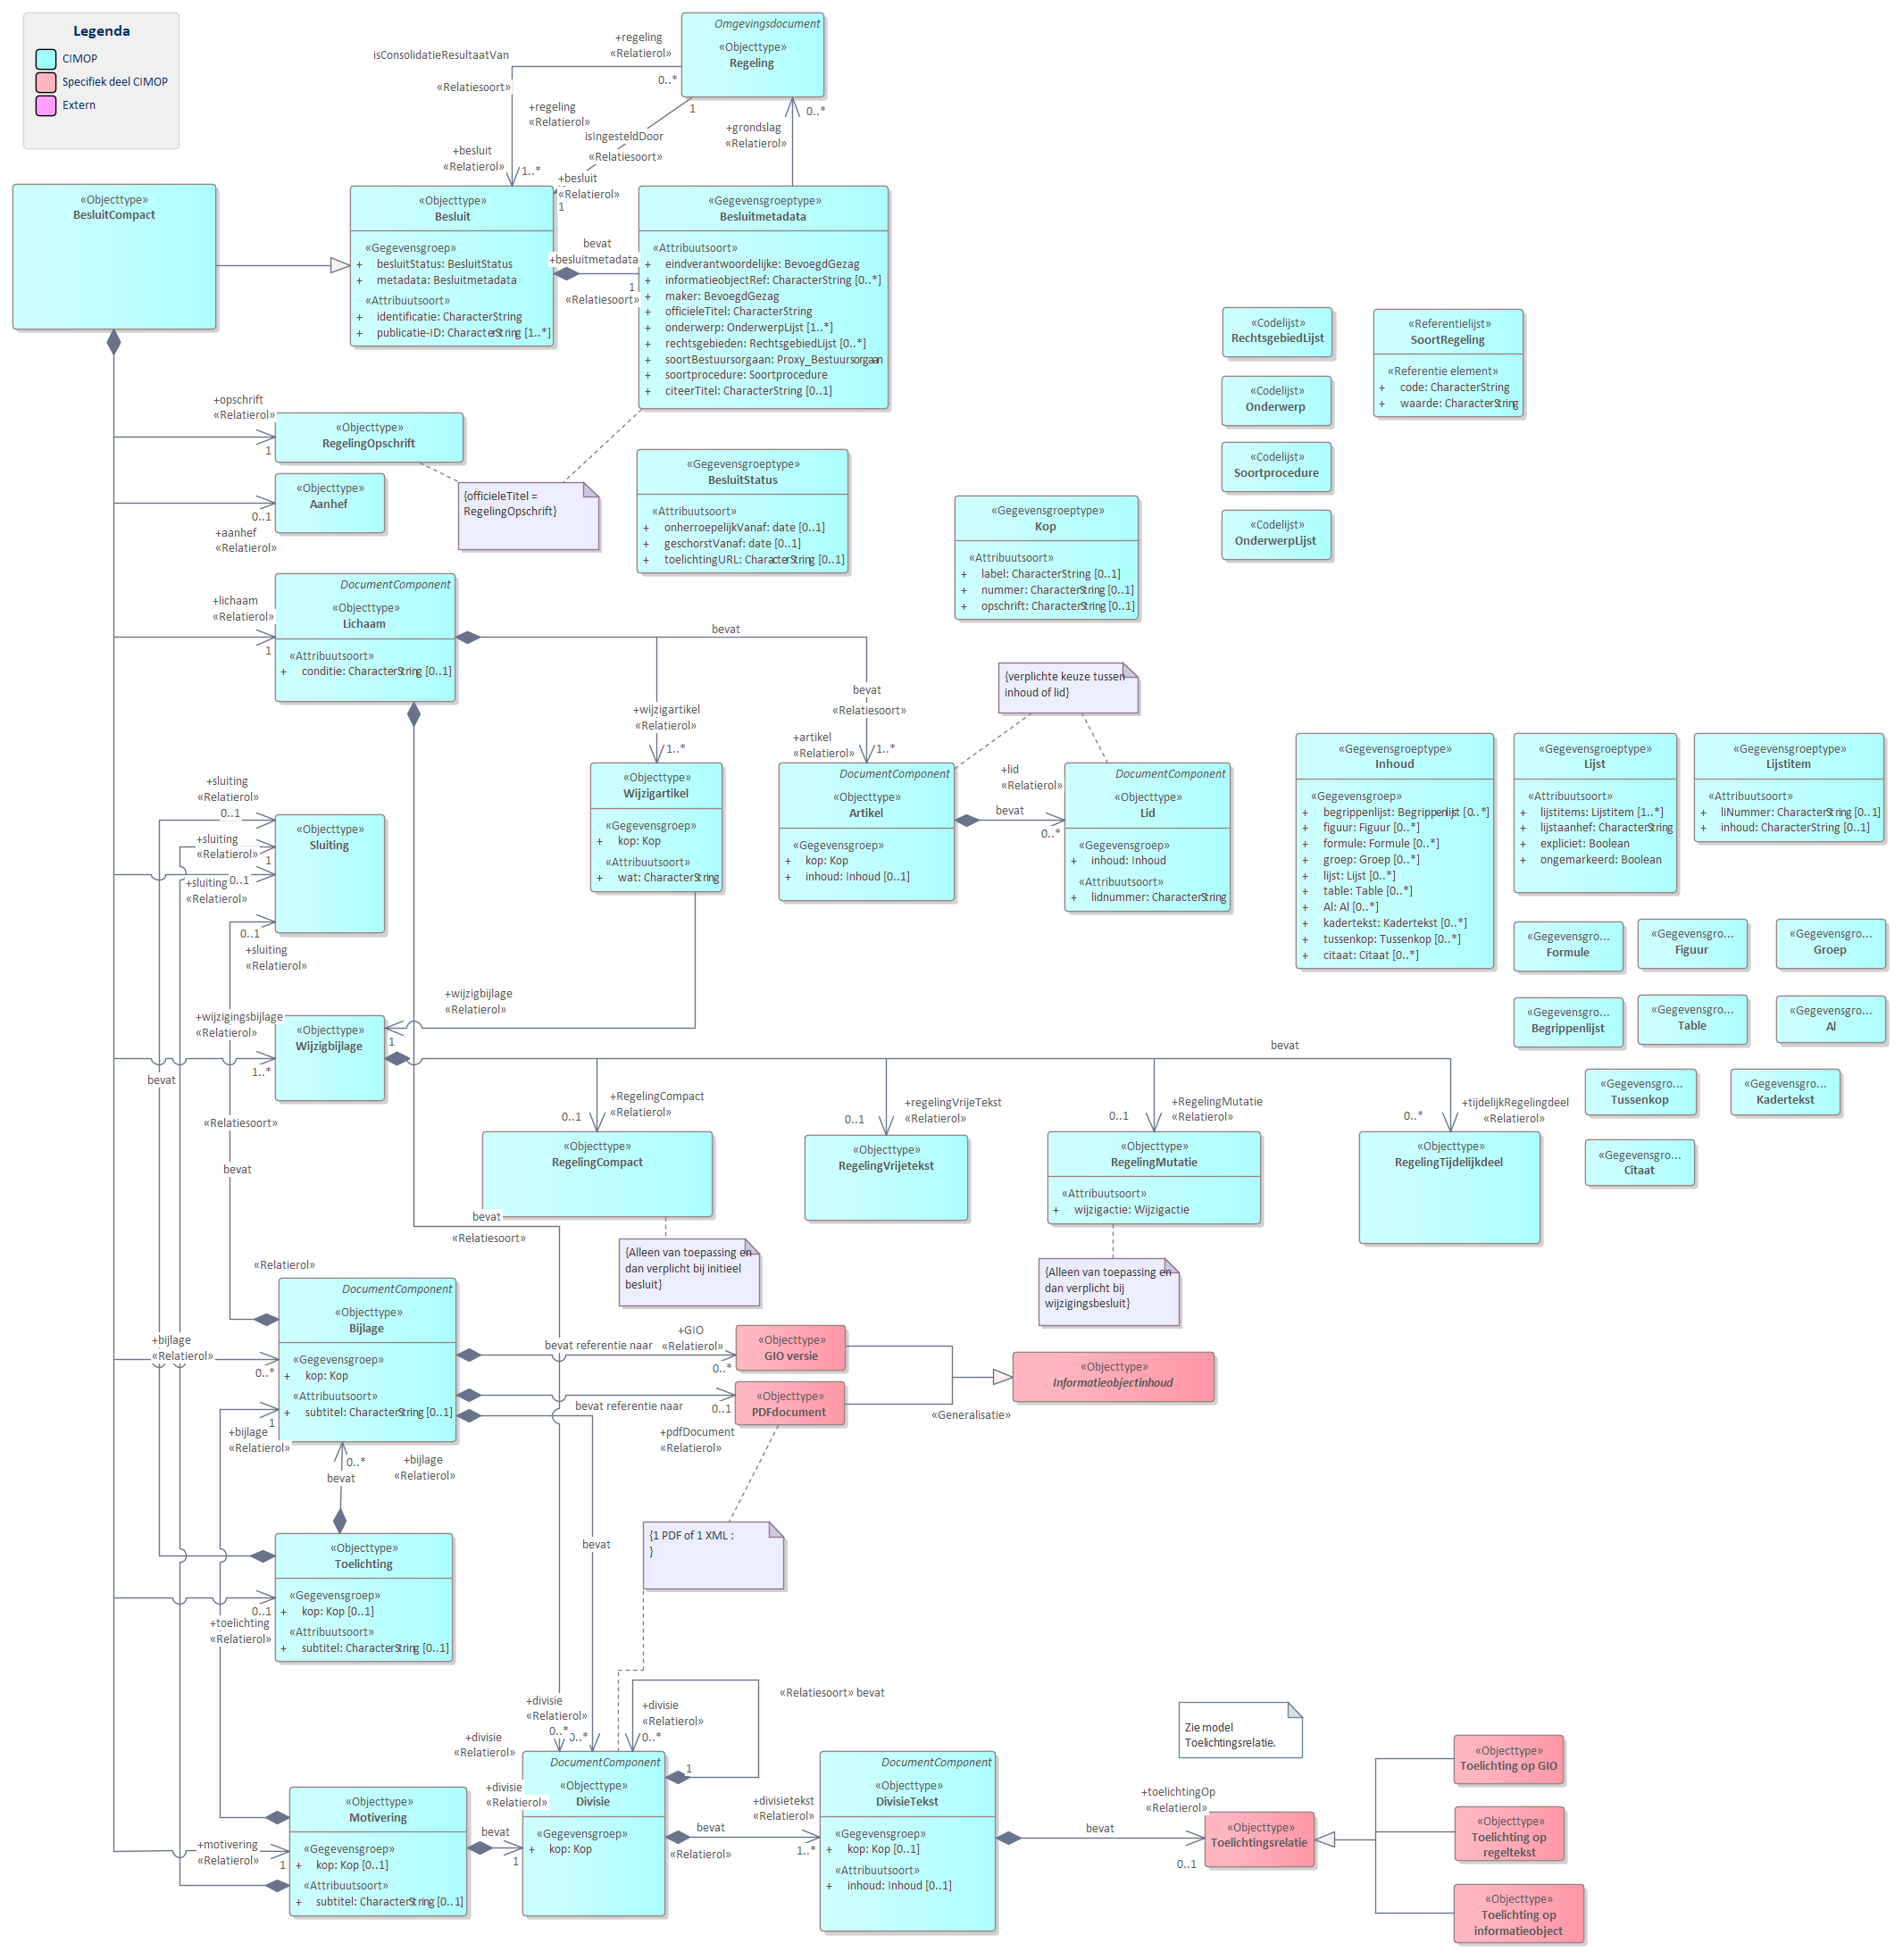 Legenda
CIMOP
Specifiek deel CIMOP
Extern
Omgevingsdocument
«Objecttype»
Regeling
+regeling
«Relatierol»
0..*
isConsolidatieResultaatVan
«Relatiesoort»
+regeling
«Relatierol»
1
isIngesteldDoor
«Relatiesoort»
+grondslag
«Relatierol»
0..*
+besluit
«Relatierol»
1..*
+besluit
«Relatierol»
1
«Objecttype»
BesluitCompact
«Objecttype»
Besluit
«Gegevensgroep»
+ besluitStatus: BesluitStatus
+ metadata: Besluitmetadata
«Attribuutsoort»
+ identificatie: CharacterString
+ publicatie-ID: CharacterString [1..*]
bevat
+besluitmetadata
1
«Relatiesoort»
«Gegevensgroeptype»
Besluitmetadata
«Attribuutsoort»
+ eindverantwoordelijke: BevoegdGezag
+ informatieobjectRef: CharacterString [0..*]
+ maker: BevoegdGezag
+ officieleTitel: CharacterString
+ onderwerp: OnderwerpLijst [1..*]
+ rechtsgebieden: RechtsgebiedLijst [0..*]
+ soortBestuursorgaan: Proxy_Bestuursorgaan
+ soortprocedure: Soortprocedure
+ citeerTitel: CharacterString [0..1]
«Codelijst»
RechtsgebiedLijst
«Referentielijst»
SoortRegeling
«Referentie element»
+ code: CharacterString
+ waarde: CharacterString
«Codelijst»
Onderwerp
«Codelijst»
Soortprocedure
«Codelijst»
OnderwerpLijst
+opschrift
«Relatierol»
1
«Objecttype»
RegelingOpschrift
«Objecttype»
Aanhef
0..1
+aanhef
«Relatierol»
{officieleTitel =
RegelingOpschrift}
«Gegevensgroeptype»
BesluitStatus
«Attribuutsoort»
+ onherroepelijkVanaf: date [0..1]
+ geschorstVanaf: date [0..1]
+ toelichtingURL: CharacterString [0..1]
«Gegevensgroeptype»
Kop
«Attribuutsoort»
+ label: CharacterString [0..1]
+ nummer: CharacterString [0..1]
+ opschrift: CharacterString [0..1]
+lichaam
«Relatierol»
1
DocumentComponent
«Objecttype»
Lichaam
«Attribuutsoort»
+ conditie: CharacterString [0..1]
bevat
+wijzigartikel
«Relatierol»
1..*
bevat
«Relatiesoort»
+artikel
«Relatierol»
1..*
{verplichte keuze tussen
inhoud of lid}
«Objecttype»
Wijzigartikel
«Gegevensgroep»
+ kop: Kop
«Attribuutsoort»
+ wat: CharacterString
DocumentComponent
«Objecttype»
Artikel
«Gegevensgroep»
+ kop: Kop
+ inhoud: Inhoud [0..1]
+lid
«Relatierol»
bevat
0..*
DocumentComponent
«Objecttype»
Lid
«Gegevensgroep»
+ inhoud: Inhoud
«Attribuutsoort»
+ lidnummer: CharacterString
«Gegevensgroeptype»
Inhoud
«Gegevensgroep»
+ begrippenlijst: Begrippenlijst [0..*]
+ figuur: Figuur [0..*]
+ formule: Formule [0..*]
+ groep: Groep [0..*]
+ lijst: Lijst [0..*]
+ table: Table [0..*]
+ Al: Al [0..*]
+ kadertekst: Kadertekst [0..*]
+ tussenkop: Tussenkop [0..*]
+ citaat: Citaat [0..*]
«Gegevensgroeptype»
Lijst
«Attribuutsoort»
+ lijstitems: Lijstitem [1..*]
+ lijstaanhef: CharacterString
+ expliciet: Boolean
+ ongemarkeerd: Boolean
«Gegevensgroeptype»
Lijstitem
«Attribuutsoort»
+ liNummer: CharacterString [0..1]
+ inhoud: CharacterString [0..1]
«Gegevensgro...
Formule
«Gegevensgro...
Figuur
«Gegevensgro...
Groep
«Gegevensgro...
Begrippenlijst
«Gegevensgro...
Table
«Gegevensgro...
Al
«Gegevensgro...
Tussenkop
«Gegevensgro...
Kadertekst
«Gegevensgro...
Citaat
+sluiting
«Relatierol»
0..1
+sluiting
«Relatierol»
1
+sluiting
«Relatierol»
0..1
0..1
+sluiting
«Relatierol»
«Objecttype»
Sluiting
+wijzigbijlage
«Relatierol»
1
+wijzigingsbijlage
«Relatierol»
1..*
«Objecttype»
Wijzigbijlage
bevat
bevat
«Relatiesoort»
bevat
0..1
+RegelingCompact
«Relatierol»
0..1
+regelingVrijeTekst
«Relatierol»
0..1
+RegelingMutatie
«Relatierol»
0..*
+tijdelijkRegelingdeel
«Relatierol»
«Objecttype»
RegelingCompact
«Objecttype»
RegelingVrijetekst
«Objecttype»
RegelingMutatie
«Attribuutsoort»
+ wijzigactie: Wijzigactie
«Objecttype»
RegelingTijdelijkdeel
bevat
«Relatiesoort»
{Alleen van toepassing en
dan verplicht bij initieel
besluit}
{Alleen van toepassing en
dan verplicht bij
wijzigingsbesluit}
«Relatierol»
+bijlage
«Relatierol»
0..*
DocumentComponent
«Objecttype»
Bijlage
«Gegevensgroep»
+ kop: Kop
«Attribuutsoort»
+ subtitel: CharacterString [0..1]
bevat referentie naar
+GIO
«Relatierol»
0..*
«Objecttype»
GIO versie
bevat referentie naar
0..1
+pdfDocument
«Relatierol»
«Objecttype»
PDFdocument
«Objecttype»
Informatieobjectinhoud
«Generalisatie»
1
+bijlage
«Relatierol»
0..*
bevat
+bijlage
«Relatierol»
{1 PDF of 1 XML :
}
bevat
«Objecttype»
Toelichting
«Gegevensgroep»
+ kop: Kop [0..1]
«Attribuutsoort»
+ subtitel: CharacterString [0..1]
0..1
+toelichting
«Relatierol»
+divisie
«Relatierol»
0..*
0..*
+divisie
«Relatierol»
0..*
«Relatiesoort» bevat
1
+divisie
«Relatierol»
+divisie
«Relatierol»
DocumentComponent
«Objecttype»
Divisie
«Gegevensgroep»
+ kop: Kop
+motivering
«Relatierol»
1
«Objecttype»
Motivering
«Gegevensgroep»
+ kop: Kop [0..1]
«Attribuutsoort»
+ subtitel: CharacterString [0..1]
bevat
1
+divisietekst
«Relatierol»
bevat
«Relatierol»
1..*
DocumentComponent
«Objecttype»
DivisieTekst
«Gegevensgroep»
+ kop: Kop [0..1]
«Attribuutsoort»
+ inhoud: Inhoud [0..1]
Zie model
Toelichtingsrelatie.
+toelichtingOp
«Relatierol»
bevat
0..1
«Objecttype»
Toelichtingsrelatie
«Objecttype»
Toelichting op GIO
«Objecttype»
Toelichting op
regeltekst
«Objecttype»
Toelichting op
informatieobject